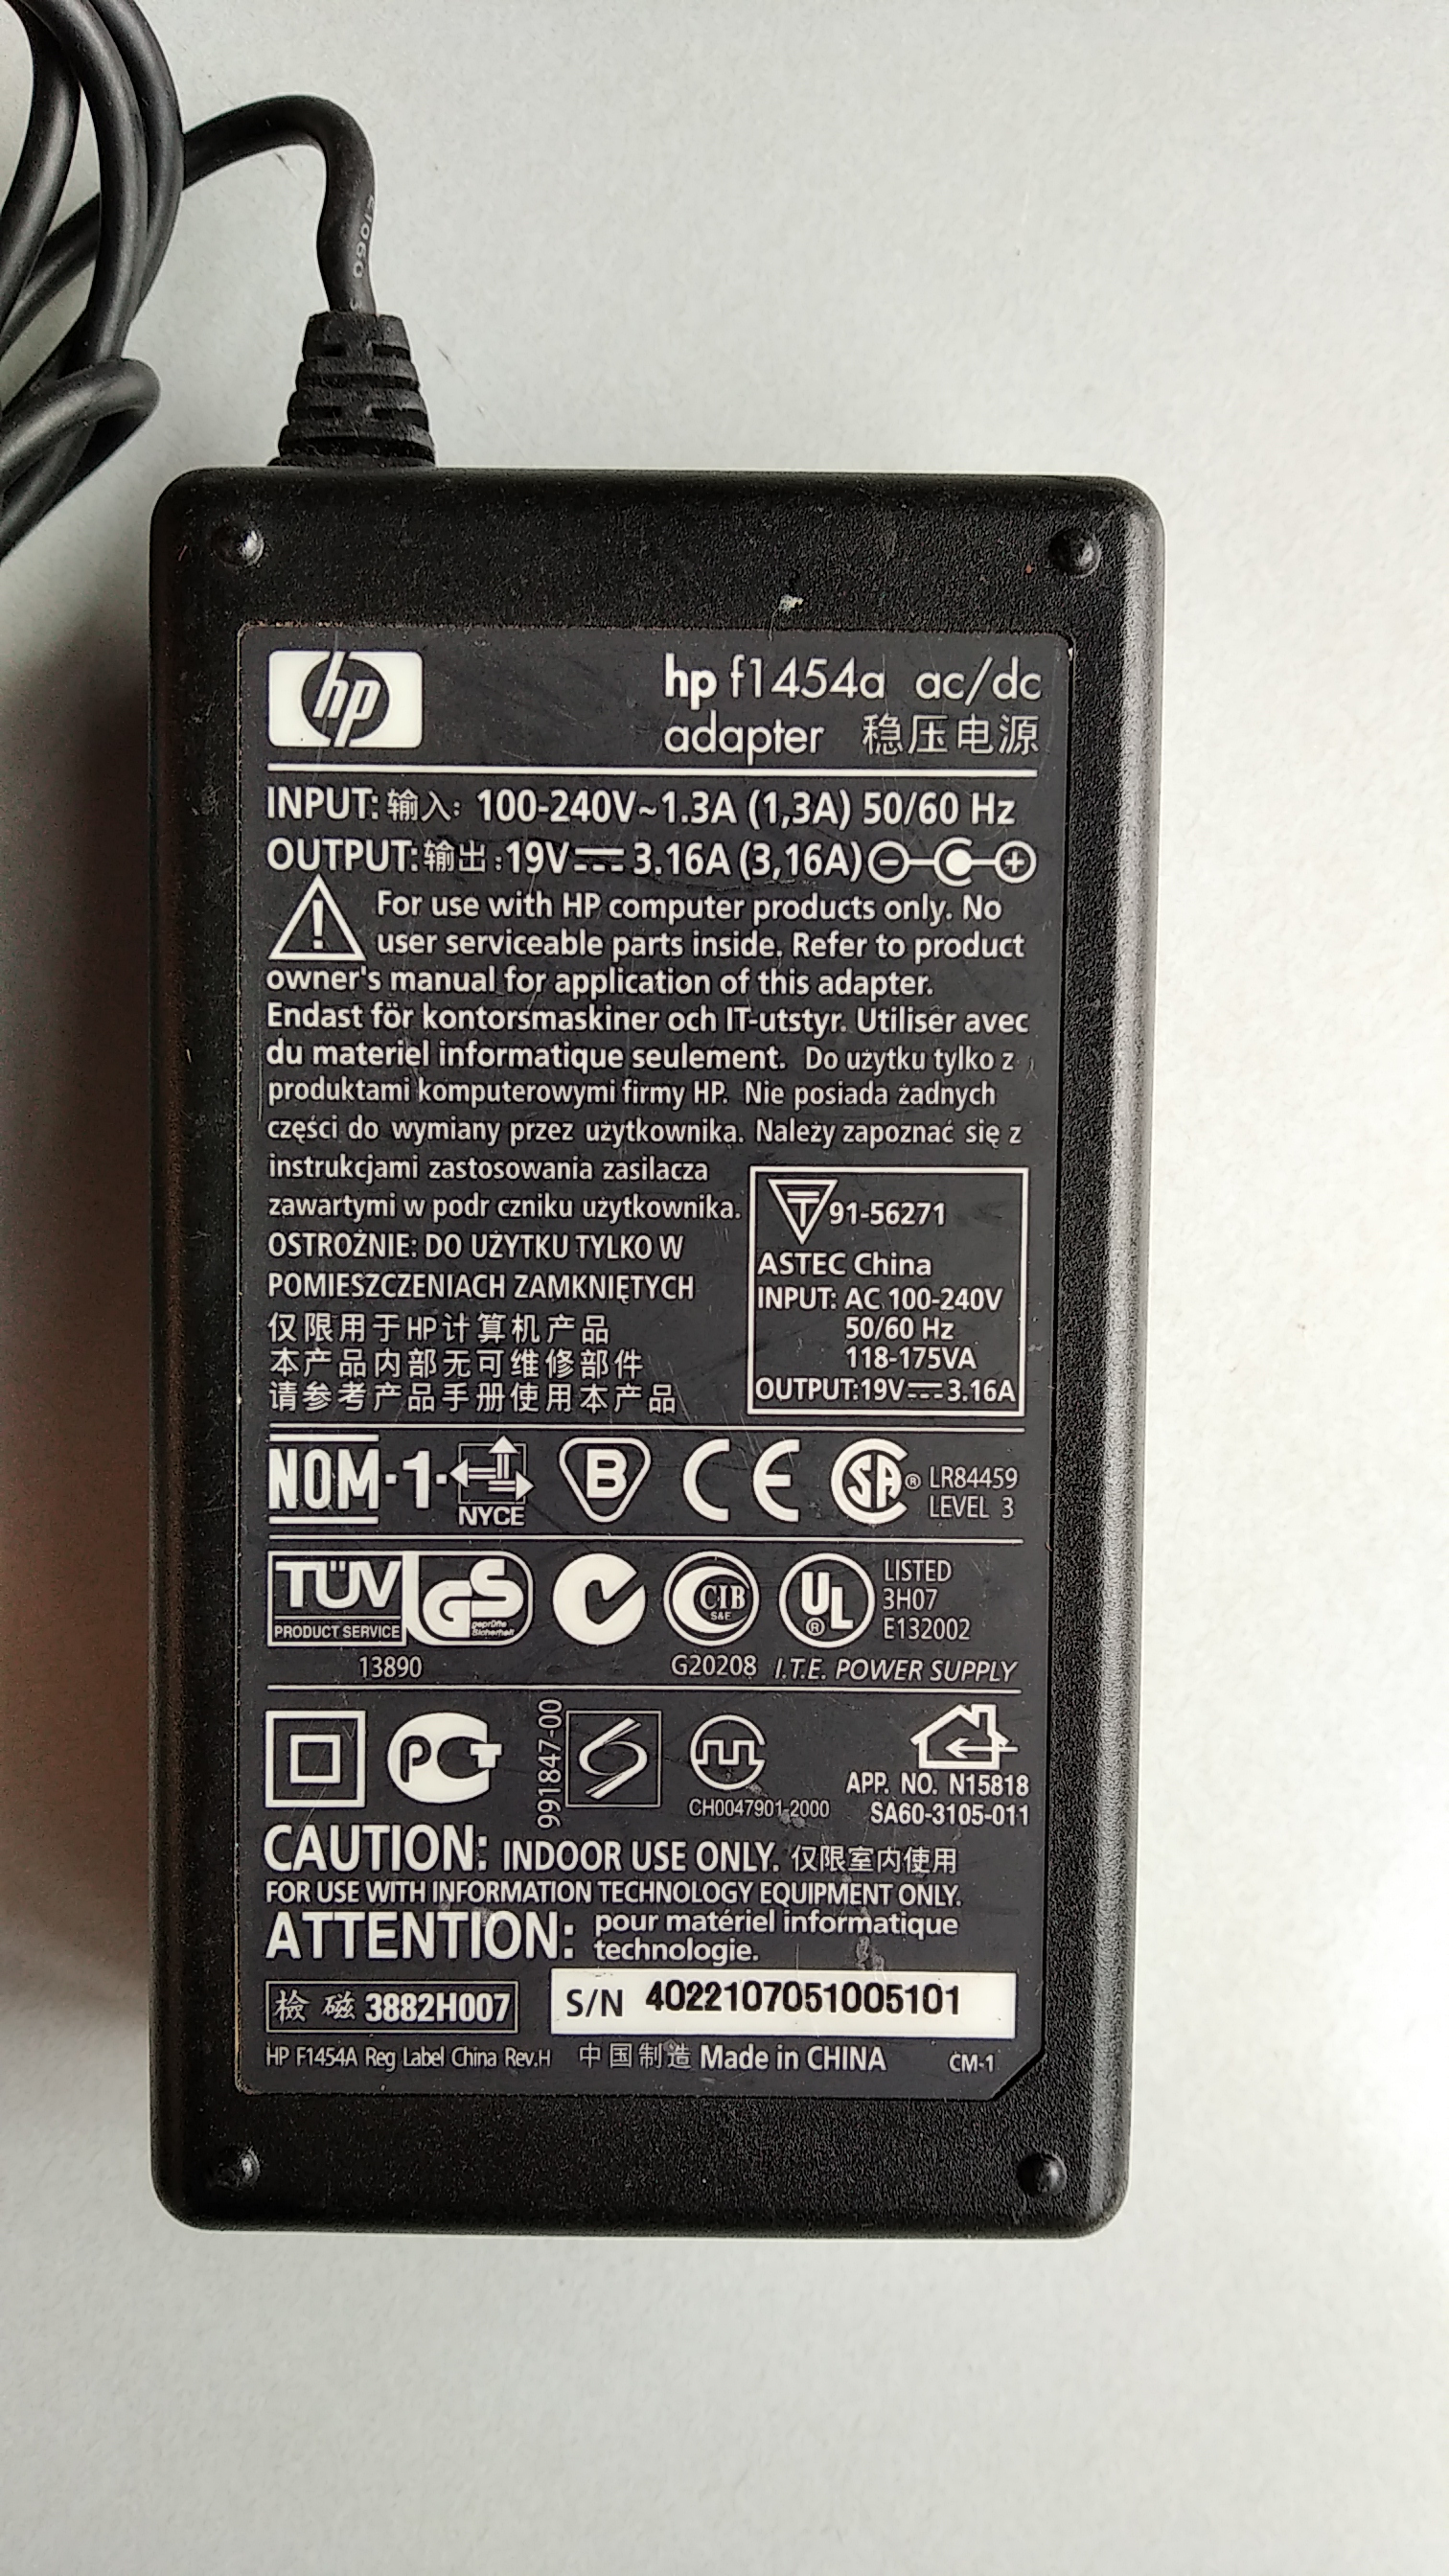 E1060
hp
hp f1454a ac/dc
adapter 稳压电源
INPUT: 输入: 100-240V~1.3A (1,3A) 50/60 Hz
OUTPUT: 输出: 19V⎓3.16A (3,16A)
For use with HP computer products only. No
user serviceable parts inside. Refer to product
owner's manual for application of this adapter.
Endast för kontorsmaskiner och IT-utstyr. Utiliser avec
du materiel informatique seulement. Do użytku tylko z
produktami komputerowymi firmy HP. Nie posiada żadnych
części do wymiany przez użytkownika. Należy zapoznać się z
instrukcjami zastosowania zasilacza
zawartymi w podr czniku użytkownika.
OSTROŻNIE: DO UŻYTKU TYLKO W
POMIESZCZENIACH ZAMKNIĘTYCH
仅限用于HP计算机产品
本产品内部无可维修部件
请参考产品手册使用本产品
T 91-56271
ASTEC China
INPUT: AC 100-240V
50/60 Hz
118-175VA
OUTPUT:19V⎓3.16A
NOM-1-
NYCE
B
CE
SA ® LR84459
LEVEL 3
TÜV
PRODUCT SERVICE
GS
geprüfte
Sicherheit
13890
CIB
S&E
G20208
UL
®
LISTED
3H07
E132002
I.T.E. POWER SUPPLY
PCT
991847-00
S
CH0047901-2000
APP. NO. N15818
SA60-3105-011
CAUTION: INDOOR USE ONLY. 仅限室内使用
FOR USE WITH INFORMATION TECHNOLOGY EQUIPMENT ONLY.
ATTENTION: pour matériel informatique
technologie.
檢 磁 3882H007
S/N 4022107051005101
HP F1454A Reg Label China Rev.H 中国制造 Made in CHINA CM-1